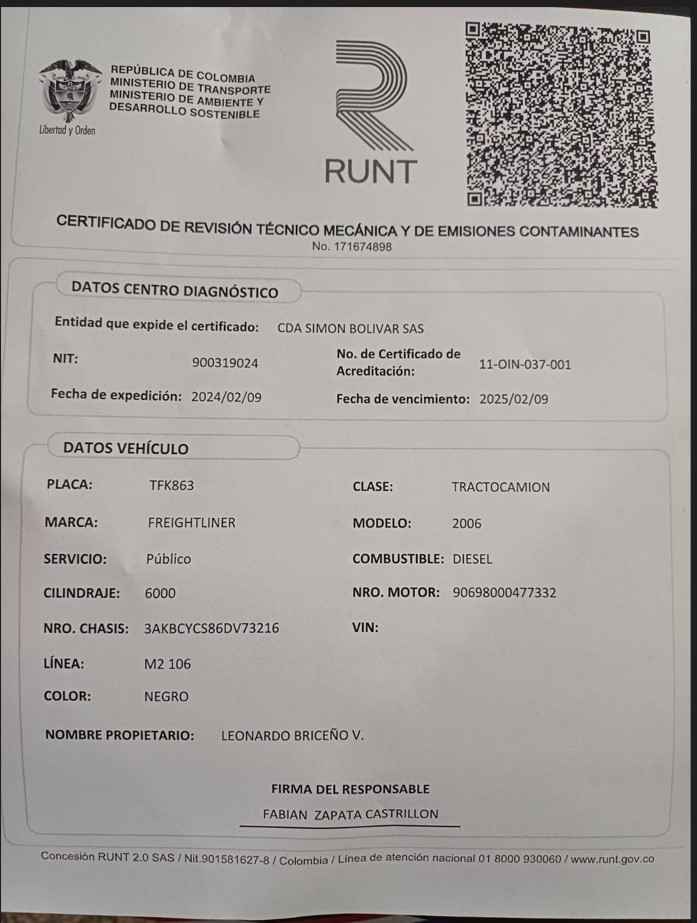 REPÚBLICA DE COLOMBIA
MINISTERIO DE TRANSPORTE
MINISTERIO DE AMBIENTE Y
DESARROLLO SOSTENIBLE
Libertad y Orden
RUNT
CERTIFICADO DE REVISIÓN TÉCNICO MECÁNICA Y DE EMISIONES CONTAMINANTES
No. 171674898
DATOS CENTRO DIAGNÓSTICO
Entidad que expide el certificado: CDA SIMON BOLIVAR SAS
NIT: 900319024 No. de Certificado de Acreditación: 11-OIN-037-001
Fecha de expedición: 2024/02/09 Fecha de vencimiento: 2025/02/09
DATOS VEHÍCULO
PLACA: TFK863 CLASE: TRACTOCAMION
MARCA: FREIGHTLINER MODELO: 2006
SERVICIO: Público COMBUSTIBLE: DIESEL
CILINDRAJE: 6000 NRO. MOTOR: 90698000477332
NRO. CHASIS: 3AKBCYCS86DV73216 VIN:
LÍNEA: M2 106
COLOR: NEGRO
NOMBRE PROPIETARIO: LEONARDO BRICEÑO V.
FIRMA DEL RESPONSABLE
FABIAN ZAPATA CASTRILLON
Concesión RUNT 2.0 SAS / Nit.901581627-8 / Colombia / Línea de atención nacional 01 8000 930060 / www.runt.gov.co